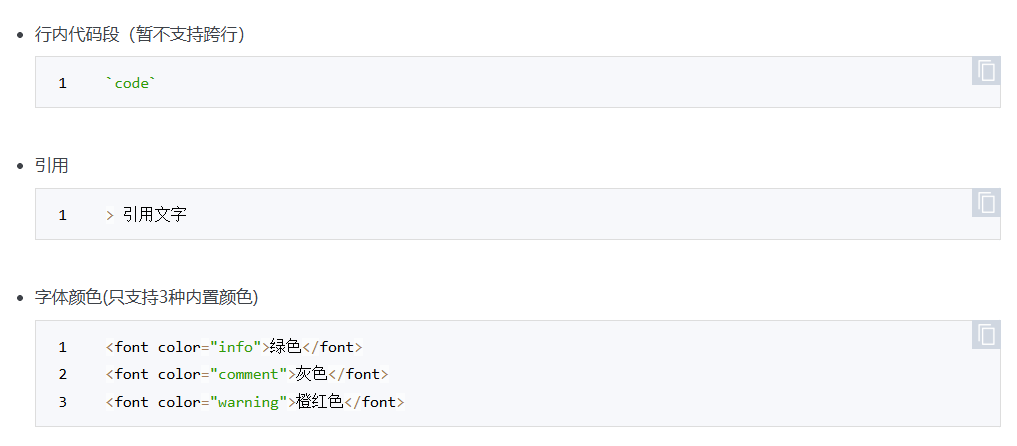 行内代码段（暂不支持跨行）
1 `code`
引用
1 > 引用文字
字体颜色(只支持3种内置颜色)
1 <font color="info">绿色</font>
2 <font color="comment">灰色</font>
3 <font color="warning">橙红色</font>